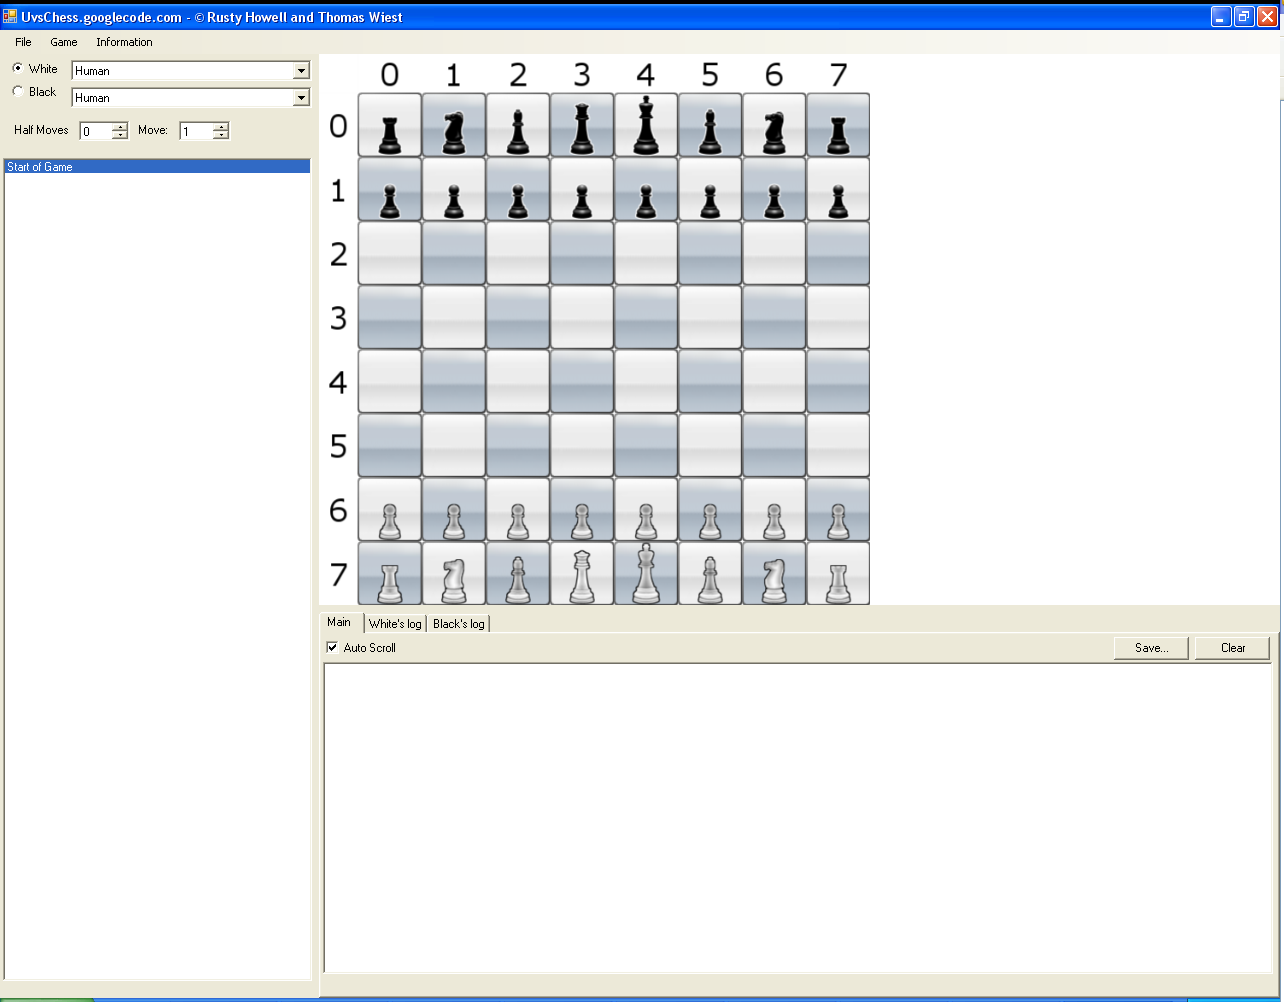 UvsChess.googlecode.com - © Rusty Howell and Thomas Wiest
File Game Information
White Human
Black Human
Half Moves 0 Move: 1
Start of Game
0 1 2 3 4 5 6 7
0
1
2
3
4
5
6
7
Main White's log Black's log
Auto Scroll Save... Clear